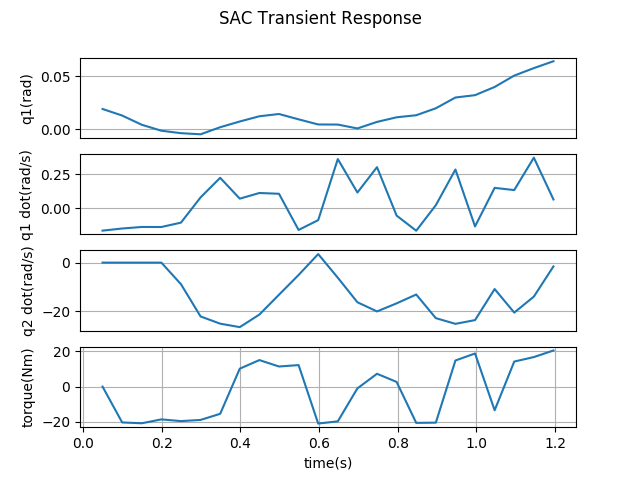 SAC Transient Response
q1(rad)
0.05
0.00
q1 dot(rad/s)
0.25
0.00
q2 dot(rad/s)
0
−20
torque(Nm)
20
0
−20
0.0 0.2 0.4 0.6 0.8 1.0 1.2
time(s)